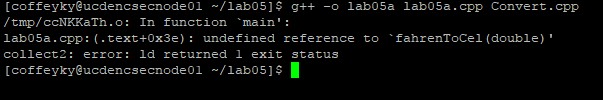 [coffeyky@ucdencsecnode01 ~/lab05]$ g++ -o lab05a lab05a.cpp Convert.cpp
/tmp/ccNKKaTh.o: In function `main':
lab05a.cpp:(.text+0x3e): undefined reference to `fahrenToCel(double)'
collect2: error: ld returned 1 exit status
[coffeyky@ucdencsecnode01 ~/lab05]$